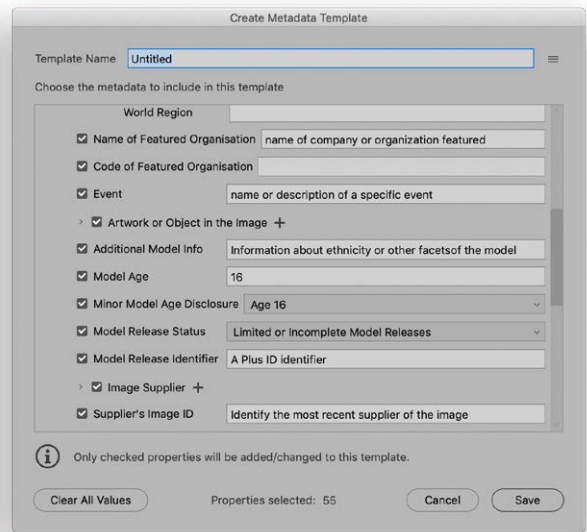 Create Metadata Template
Template Name Untitled
Choose the metadata to include in this template
World Region
Name of Featured Organisation name of company or organization featured
Code of Featured Organisation
Event name or description of a specific event
Artwork or Object in the Image +
Additional Model Info Information about ethnicity or other facetsof the model
Model Age 16
Minor Model Age Disclosure Age 16
Model Release Status Limited or Incomplete Model Releases
Model Release Identifier A Plus ID identifier
Image Supplier +
Supplier's Image ID Identify the most recent supplier of the image
Only checked properties will be added/changed to this template.
Clear All Values Properties selected: 55 Cancel Save